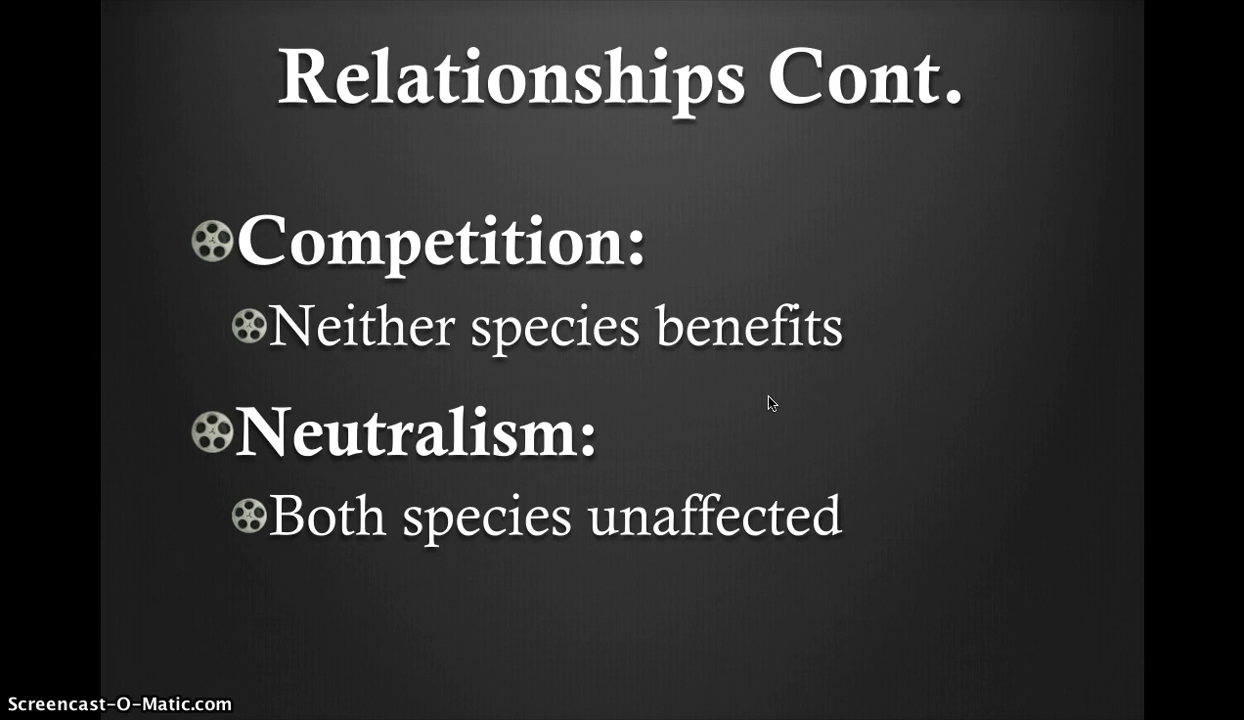 Relationships Cont.
Competition:
Neither species benefits
Neutralism:
Both species unaffected
Screencast-O-Matic.com